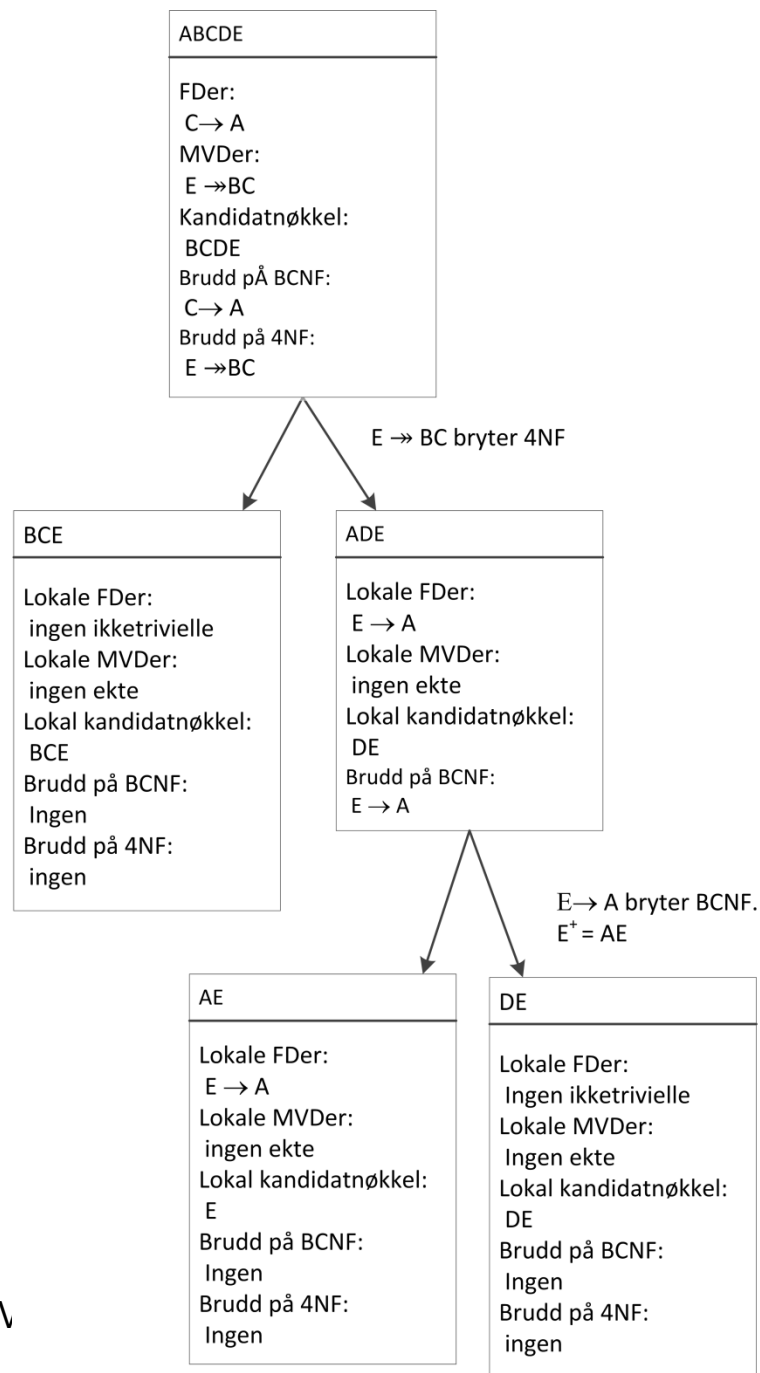 ABCDE
FDer:
C→ A
MVDer:
E ↠BC
Kandidatnøkkel:
BCDE
Brudd pÅ BCNF:
C→ A
Brudd på 4NF:
E ↠BC
E ↠ BC bryter 4NF
BCE
Lokale FDer:
ingen ikketrivielle
Lokale MVDer:
ingen ekte
Lokal kandidatnøkkel:
BCE
Brudd på BCNF:
Ingen
Brudd på 4NF:
ingen
ADE
Lokale FDer:
E → A
Lokale MVDer:
ingen ekte
Lokal kandidatnøkkel:
DE
Brudd på BCNF:
E → A
E→ A bryter BCNF.
E⁺ = AE
AE
Lokale FDer:
E → A
Lokale MVDer:
ingen ekte
Lokal kandidatnøkkel:
E
Brudd på BCNF:
Ingen
Brudd på 4NF:
Ingen
DE
Lokale FDer:
Ingen ikketrivielle
Lokale MVDer:
Ingen ekte
Lokal kandidatnøkkel:
DE
Brudd på BCNF:
Ingen
Brudd på 4NF:
ingen